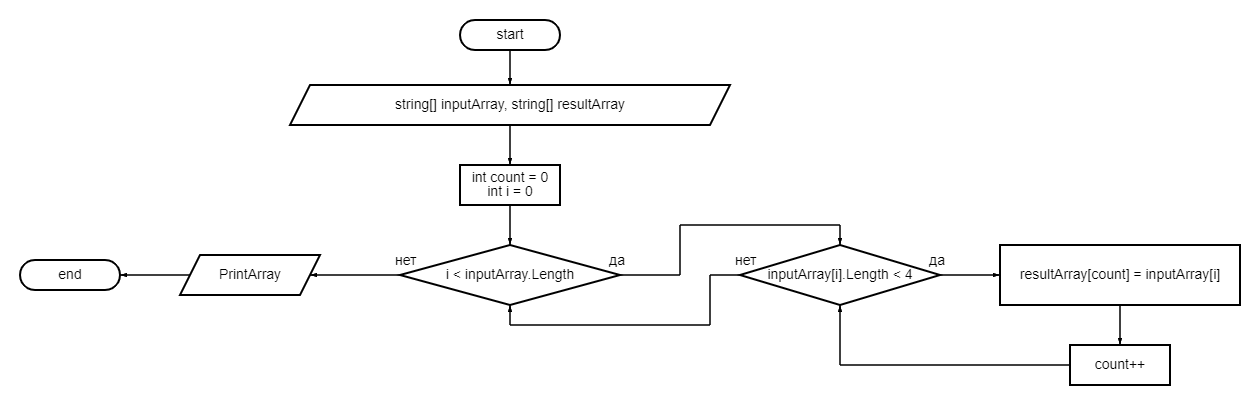 start
string[] inputArray, string[] resultArray
int count = 0
int i = 0
нет
i < inputArray.Length
да
нет
inputArray[i].Length < 4
да
resultArray[count] = inputArray[i]
PrintArray
end
count++